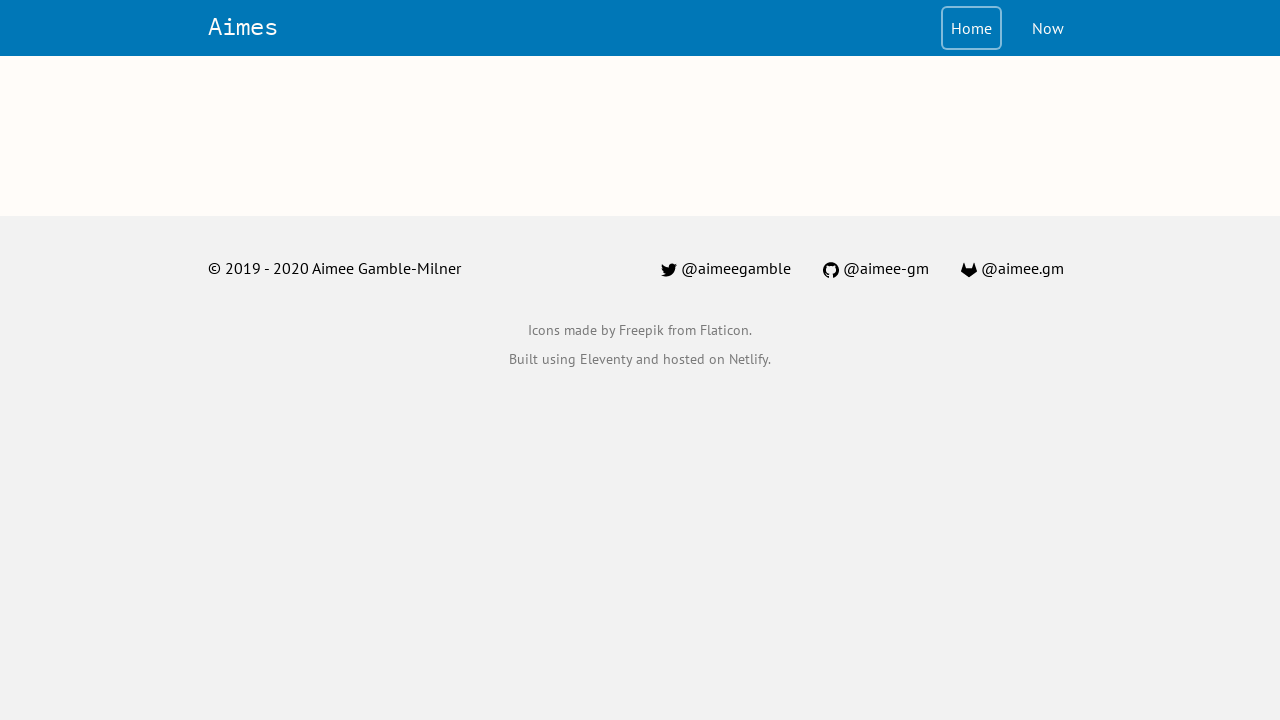 Aimes
Home
Now
© 2019 - 2020 Aimee Gamble-Milner
@aimeegamble
@aimee-gm
@aimee.gm
Icons made by Freepik from Flaticon.
Built using Eleventy and hosted on Netlify.